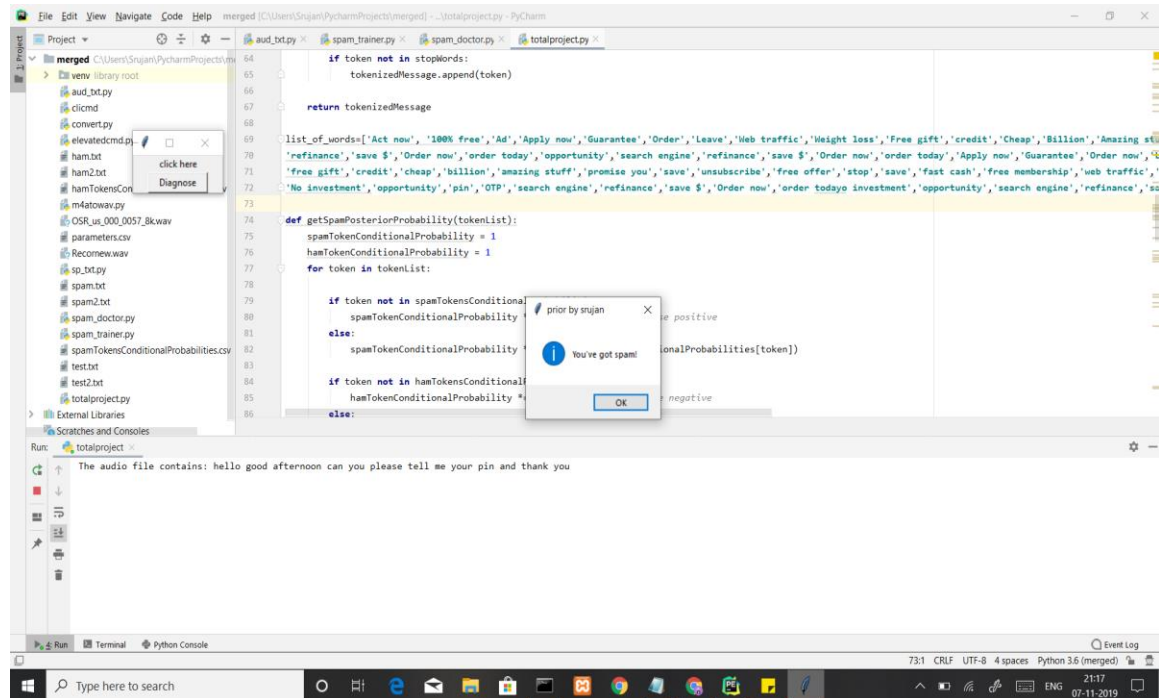 File Edit View Navigate Code Help merged [C:\Users\Srujan\PycharmProjects\merged] - ...\totalproject.py - PyCharm
Project
aud_txt.py
spam_trainer.py
spam_doctor.py
totalproject.py
1: Project
merged C:\Users\Srujan\PycharmProjects\m
venv library root
aud_txt.py
clicmd
convert.py
elevatedcmd.py
ham.txt
ham2.txt
hamTokensCon
m4atowav.py
OSR_us_000_0057_8k.wav
parameters.csv
Recornew.wav
sp_txt.py
spam.txt
spam2.txt
spam_doctor.py
spam_trainer.py
spamTokensConditionalProbabilities.csv
test.txt
test2.txt
totalproject.py
External Libraries
Scratches and Consoles
click here
Diagnose
64 if token not in stopWords:
65 tokenizedMessage.append(token)
66
67 return tokenizedMessage
68
69 list_of_words=['Act now', '100% free','Ad','Apply now','Guarantee','Order','Leave','Web traffic','Weight loss','Free gift','credit','Cheap','Billion','Amazing stu
70 'refinance','save $','Order now','order today','opportunity','search engine','refinance','save $','Order now','order today','Apply now','Guarantee','Order now','
71 'free gift','credit','cheap','billion','amazing stuff','promise you','save','unsubscribe','free offer','stop','save','fast cash','free membership','web traffic','
72 'No investment','opportunity','pin','OTP','search engine','refinance','save $','Order now','order todayo investment','opportunity','search engine','refinance','sa
73
74 def getSpamPosteriorProbability(tokenList):
75 spamTokenConditionalProbability = 1
76 hamTokenConditionalProbability = 1
77 for token in tokenList:
78
79 if token not in spamTokensConditional
80 spamTokenConditionalProbability * e positive
81 else:
82 spamTokenConditionalProbability * ionalProbabilities[token])
83
84 if token not in hamTokensConditionalP
85 hamTokenConditionalProbability *= e negative
86 else:
prior by srujan
You've got spam!
OK
Run: totalproject
The audio file contains: hello good afternoon can you please tell me your pin and thank you
4: Run Terminal Python Console Event Log
73:1 CRLF UTF-8 4 spaces Python 3.6 (merged)
Type here to search
ENG
21:17
07-11-2019